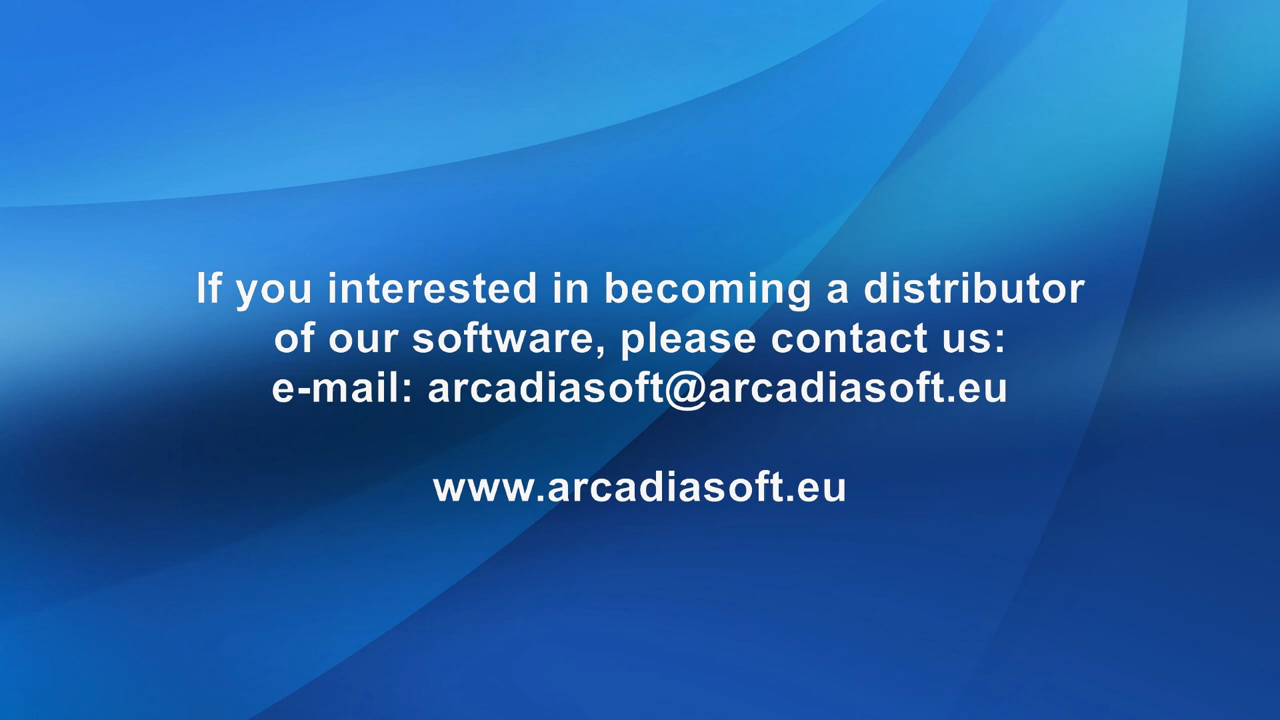 If you interested in becoming a distributor
of our software, please contact us:
e-mail: arcadiasoft@arcadiasoft.eu
www.arcadiasoft.eu